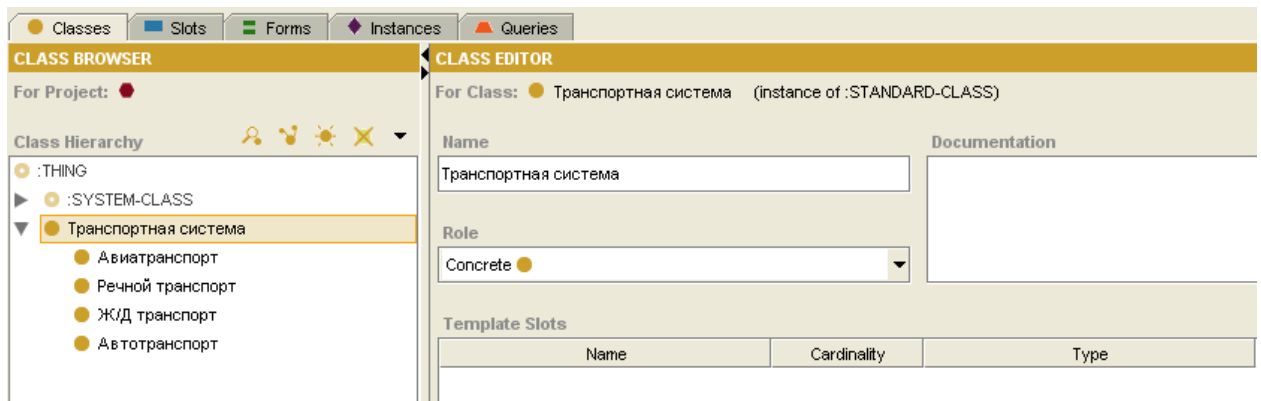 Classes Slots Forms Instances Queries
CLASS BROWSER
For Project:
Class Hierarchy
:THING
:SYSTEM-CLASS
Транспортная система
Авиатранспорт
Речной транспорт
Ж/Д транспорт
Автотранспорт
CLASS EDITOR
For Class: Транспортная система (instance of :STANDARD-CLASS)
Name
Транспортная система
Documentation
Role
Concrete
Template Slots
Name Cardinality Type